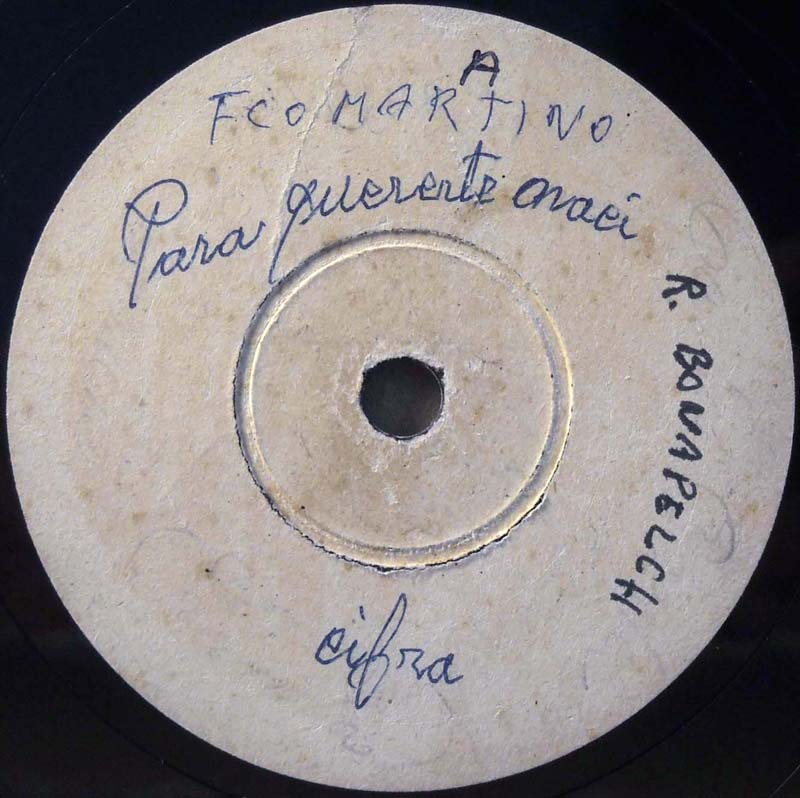 A
FCO MARTINO
Para quererte naci
R. BONAPELCH
cifra